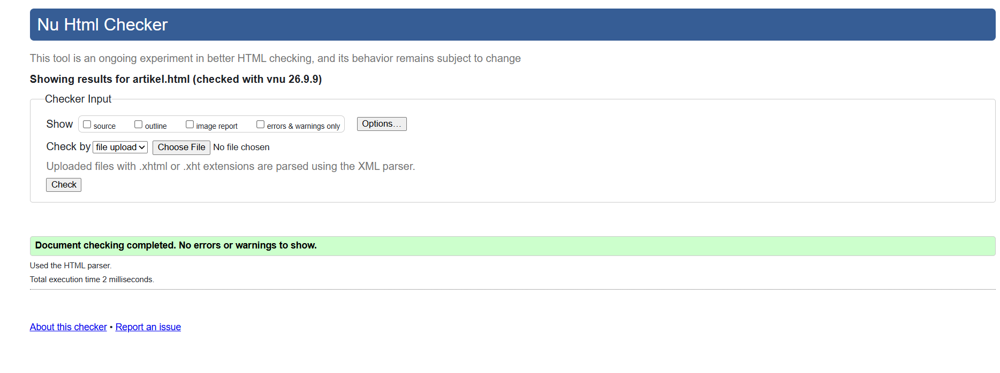 Nu Html Checker
This tool is an ongoing experiment in better HTML checking, and its behavior remains subject to change
Showing results for artikel.html (checked with vnu 26.9.9)
Checker Input
Show source outline image report errors & warnings only Options…
Check by file upload Choose File No file chosen
Uploaded files with .xhtml or .xht extensions are parsed using the XML parser.
Check
Document checking completed. No errors or warnings to show.
Used the HTML parser.
Total execution time 2 milliseconds.
About this checker • Report an issue